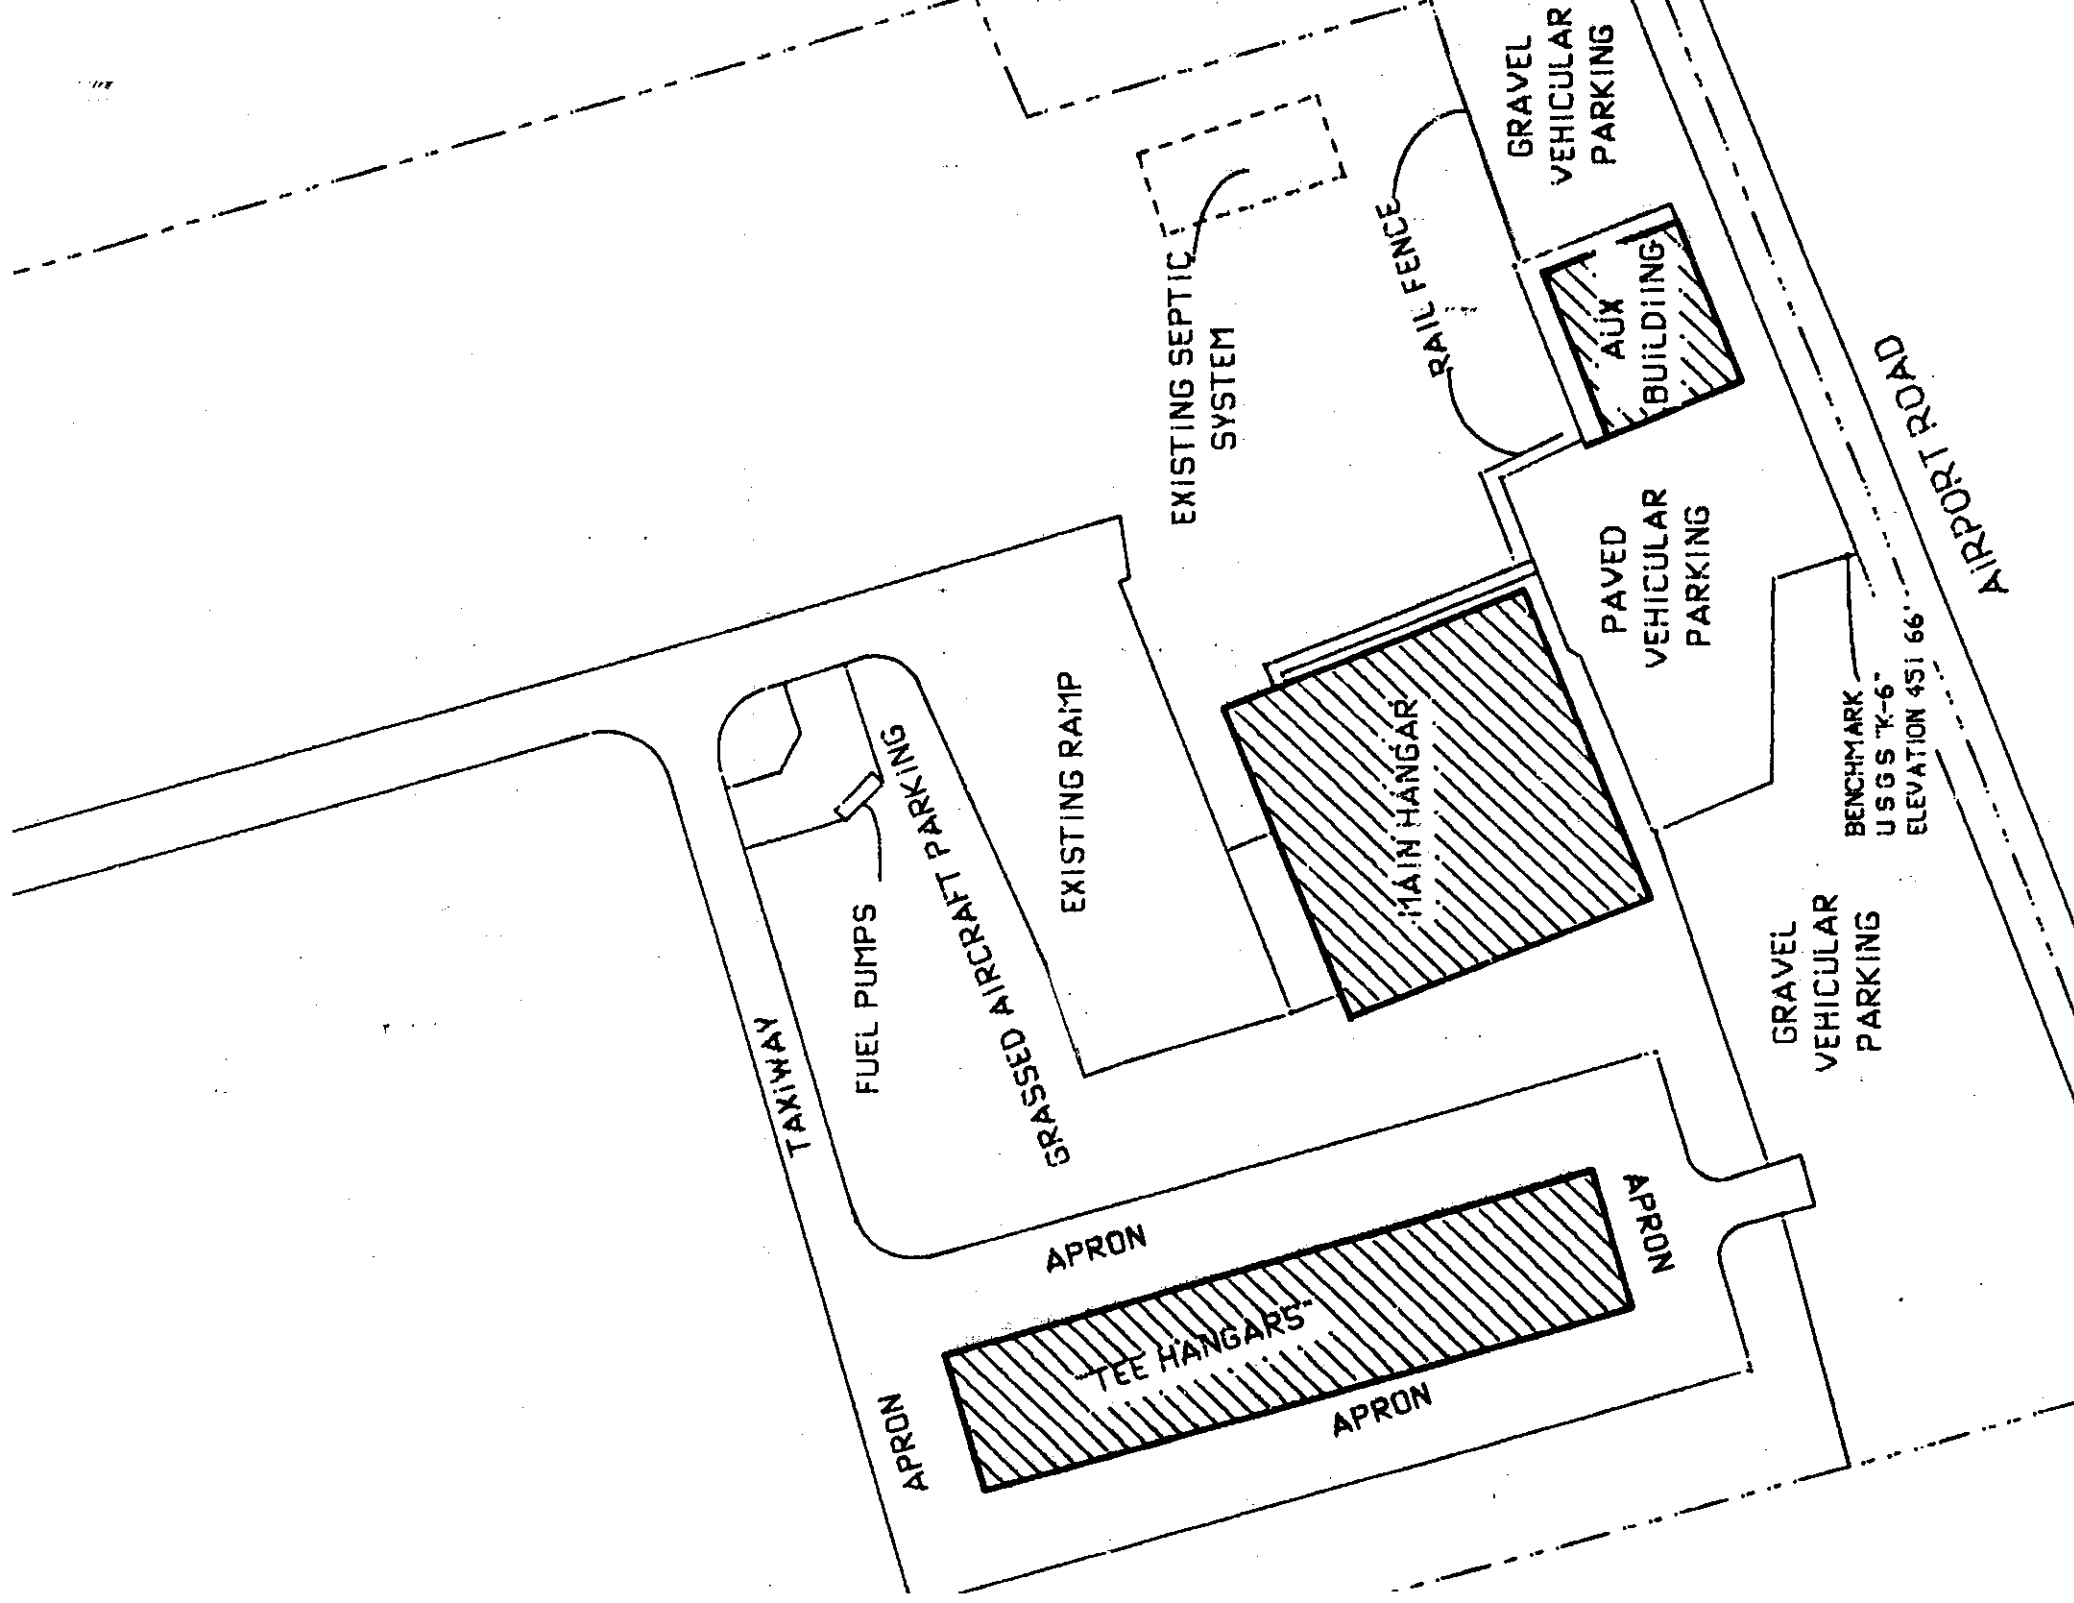 GRAVEL
VEHICULAR
PARKING
RAIL FENCE
EXISTING SEPTIC
SYSTEM
AUX
BUILDIING
AIRPORT ROAD
PAVED
VEHICULAR
PARKING
BENCHMARK
U S G S "K-6"
ELEVATION 451 66'
EXISTING RAMP
MAIN HANGAR
FUEL PUMPS
GRASSED AIRCRAFT PARKING
TAXIWAY
GRAVEL
VEHICULAR
PARKING
APRON
APRON
"TEE HANGARS"
APRON
APRON